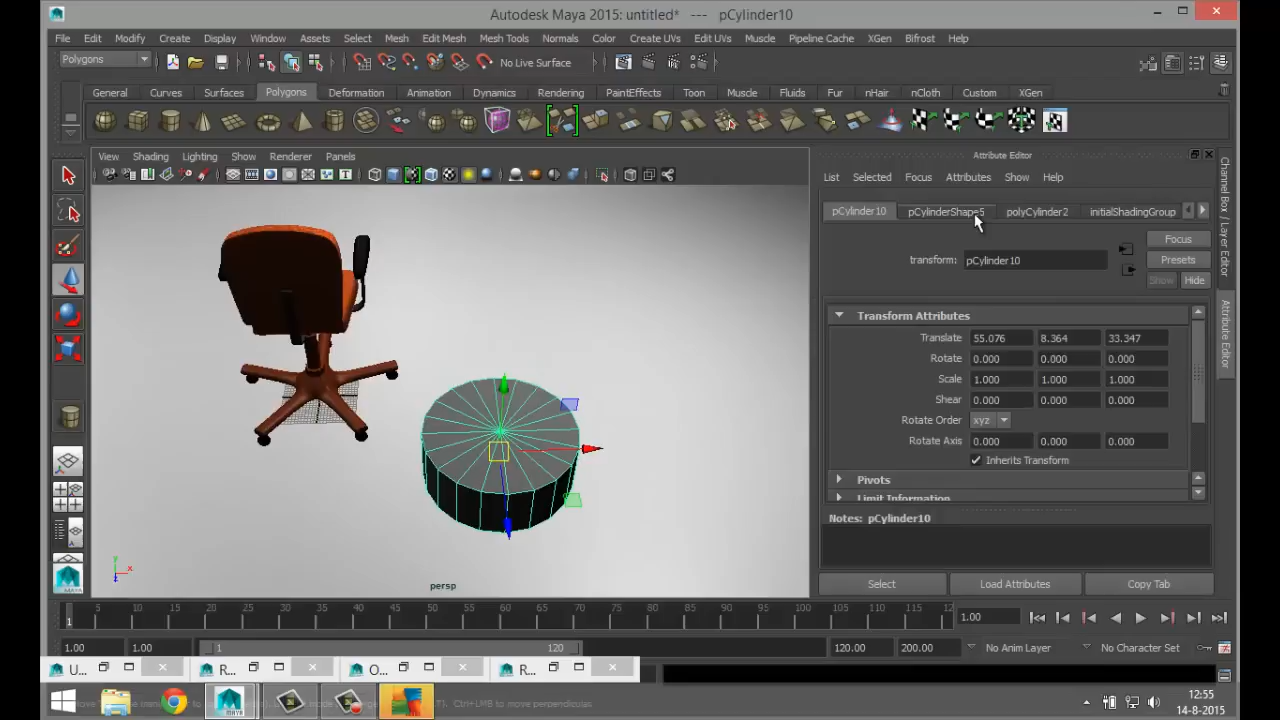 Autodesk Maya 2015: untitled* --- pCylinder10
File Edit Modify Create Display Window Assets Select Mesh Edit Mesh Mesh Tools Normals Color Create UVs Edit UVs Muscle Pipeline Cache XGen Bifrost Help
Polygons No Live Surface
General Curves Surfaces Polygons Deformation Animation Dynamics Rendering PaintEffects Toon Muscle Fluids Fur nHair nCloth Custom XGen
View Shading Lighting Show Renderer Panels
Attribute Editor
List Selected Focus Attributes Show Help
pCylinder10 pCylinderShape5 polyCylinder2 initialShadingGroup
Focus
transform: pCylinder10 Presets
Show Hide
Transform Attributes
Translate 55.076 8.364 33.347
Rotate 0.000 0.000 0.000
Scale 1.000 1.000 1.000
Shear 0.000 0.000 0.000
Rotate Order xyz
Rotate Axis 0.000 0.000 0.000
Inherits Transform
Pivots
Limit Information
Notes: pCylinder10
Select Load Attributes Copy Tab
Channel Box / Layer Editor
Attribute Editor
y
x
z
persp
5 10 15 20 25 30 35 40 45 50 55 60 65 70 75 80 85 90 95 100 105 110 115 12
1 1.00
1.00 1.00 1 120 120.00 200.00 No Anim Layer No Character Set
U... R... O... R...
MAYA
CTRL+LMB to move perpendicular
12:55
14-8-2015